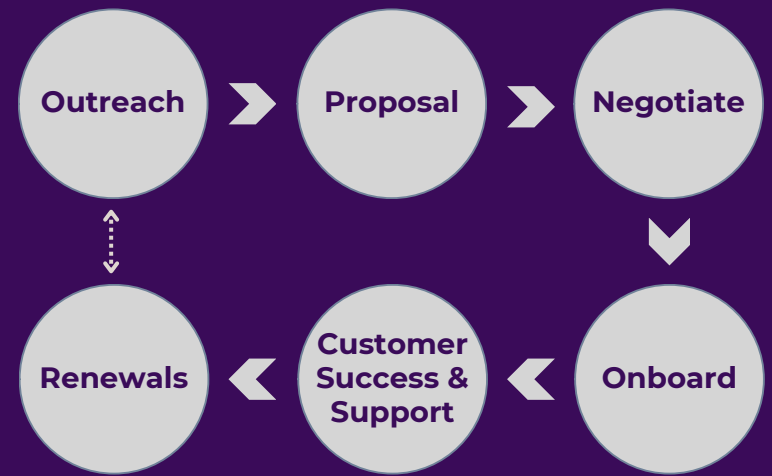 Outreach
Proposal
Negotiate
Renewals
Customer
Success &
Support
Onboard